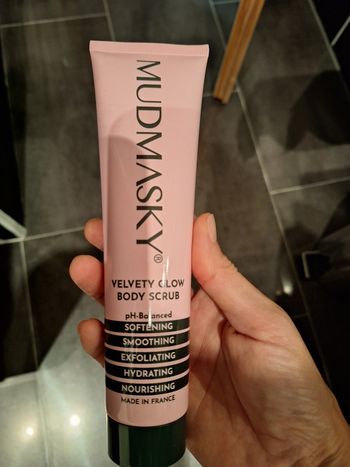 MUDMASKY®
VELVETY GLOW
BODY SCRUB
pH-Balanced
SOFTENING
SMOOTHING
EXFOLIATING
HYDRATING
NOURISHING
MADE IN FRANCE